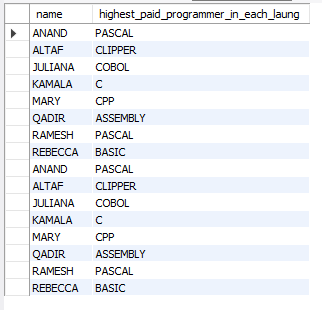 name highest_paid_programmer_in_each_laung
ANAND PASCAL
ALTAF CLIPPER
JULIANA COBOL
KAMALA C
MARY CPP
QADIR ASSEMBLY
RAMESH PASCAL
REBECCA BASIC
ANAND PASCAL
ALTAF CLIPPER
JULIANA COBOL
KAMALA C
MARY CPP
QADIR ASSEMBLY
RAMESH PASCAL
REBECCA BASIC